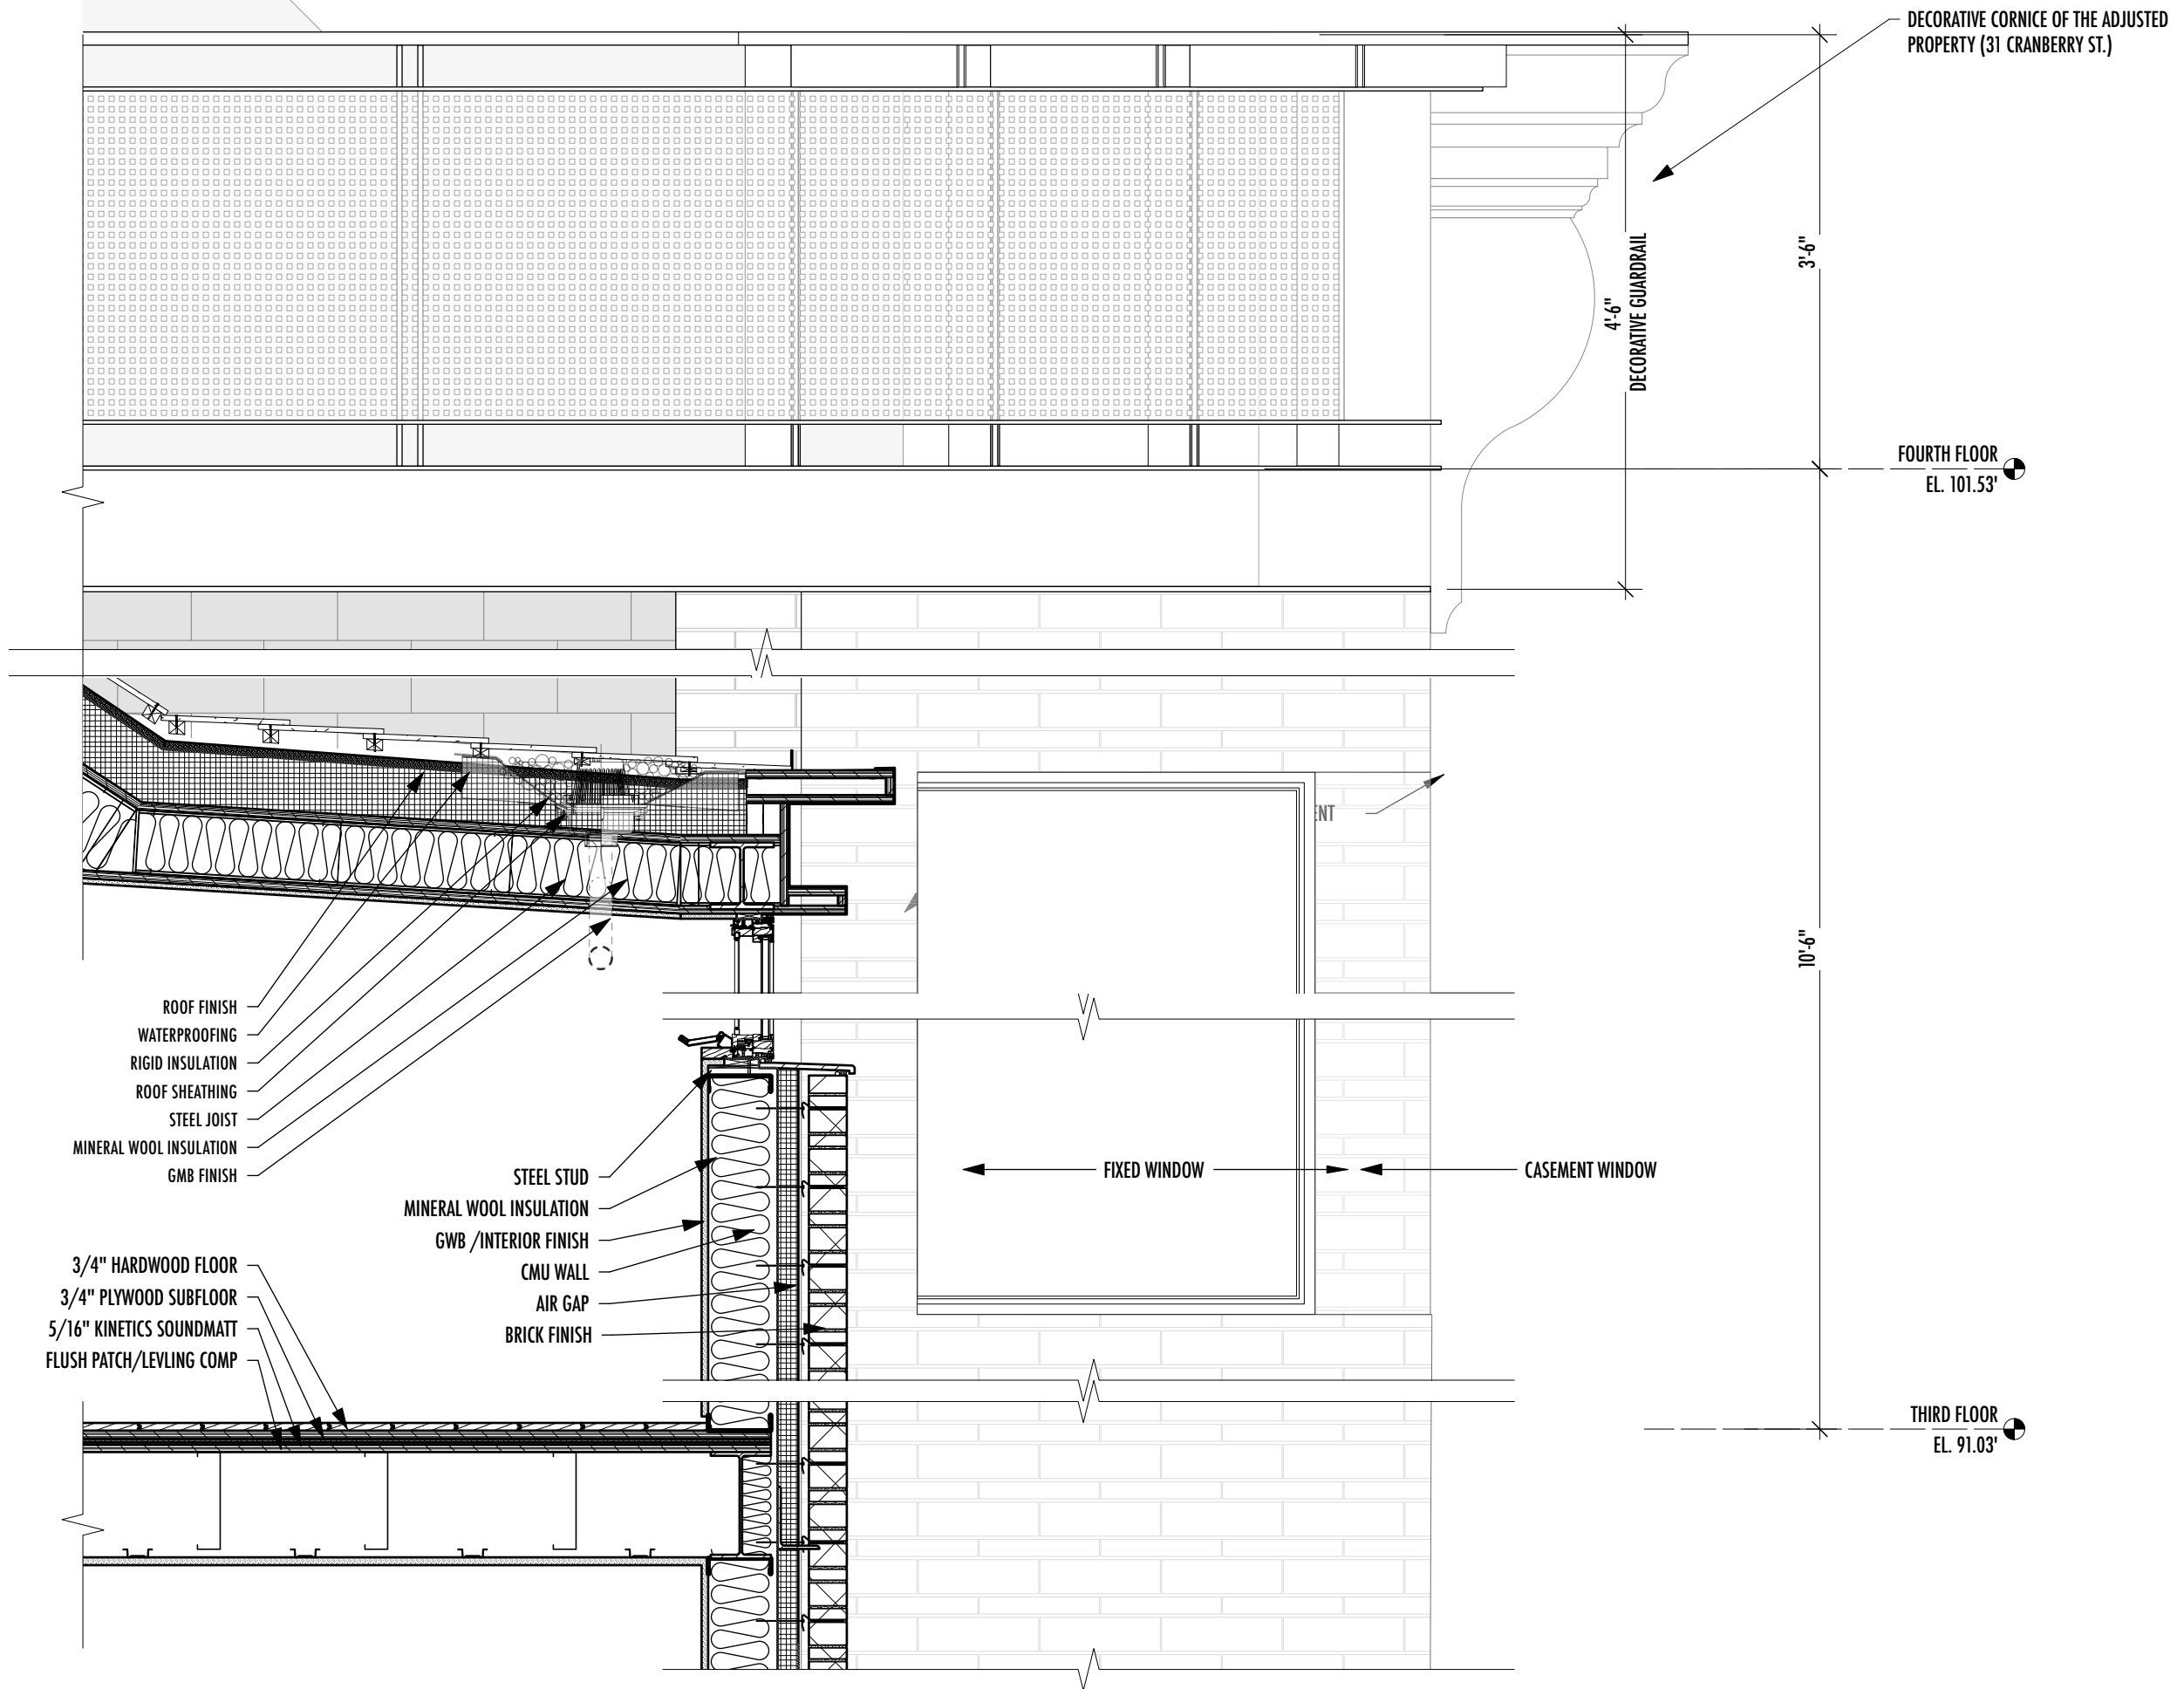 DECORATIVE CORNICE OF THE ADJUSTED
PROPERTY (31 CRANBERRY ST.)
3'-6"
4'-6"
DECORATIVE GUARDRAIL
FOURTH FLOOR
EL. 101.53'
10'-6"
ROOF FINISH
WATERPROOFING
RIGID INSULATION
ROOF SHEATHING
STEEL JOIST
MINERAL WOOL INSULATION
GMB FINISH
STEEL STUD
MINERAL WOOL INSULATION
GWB /INTERIOR FINISH
CMU WALL
AIR GAP
BRICK FINISH
FIXED WINDOW
CASEMENT WINDOW
3/4" HARDWOOD FLOOR
3/4" PLYWOOD SUBFLOOR
5/16" KINETICS SOUNDMATT
FLUSH PATCH/LEVLING COMP
THIRD FLOOR
EL. 91.03'